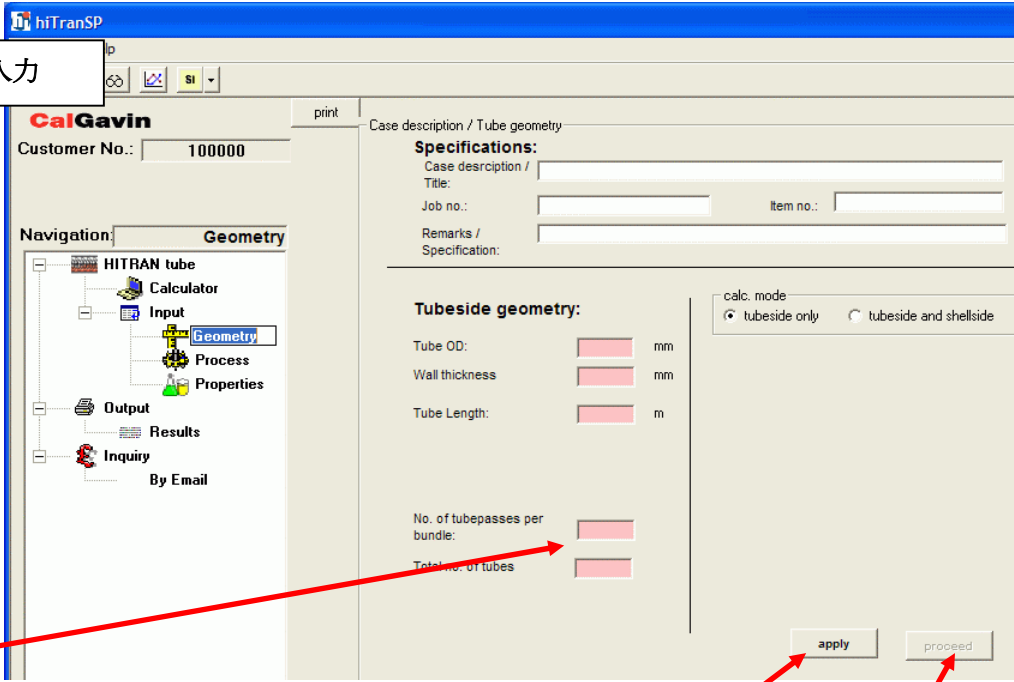 hiTranSP
lp
入力
SI
CalGavin
Customer No.: 100000
print
Navigation: Geometry
HITRAN tube
Calculator
Input
Geometry
Process
Properties
Output
Results
Inquiry
By Email
Case description / Tube geometry
Specifications:
Case desrciption /
Title:
Job no.:
Item no.:
Remarks /
Specification:
Tubeside geometry:
Tube OD: mm
Wall thickness mm
Tube Length: m
No. of tubepasses per
bundle:
Total no. of tubes
calc. mode
tubeside only tubeside and shellside
apply
proceed